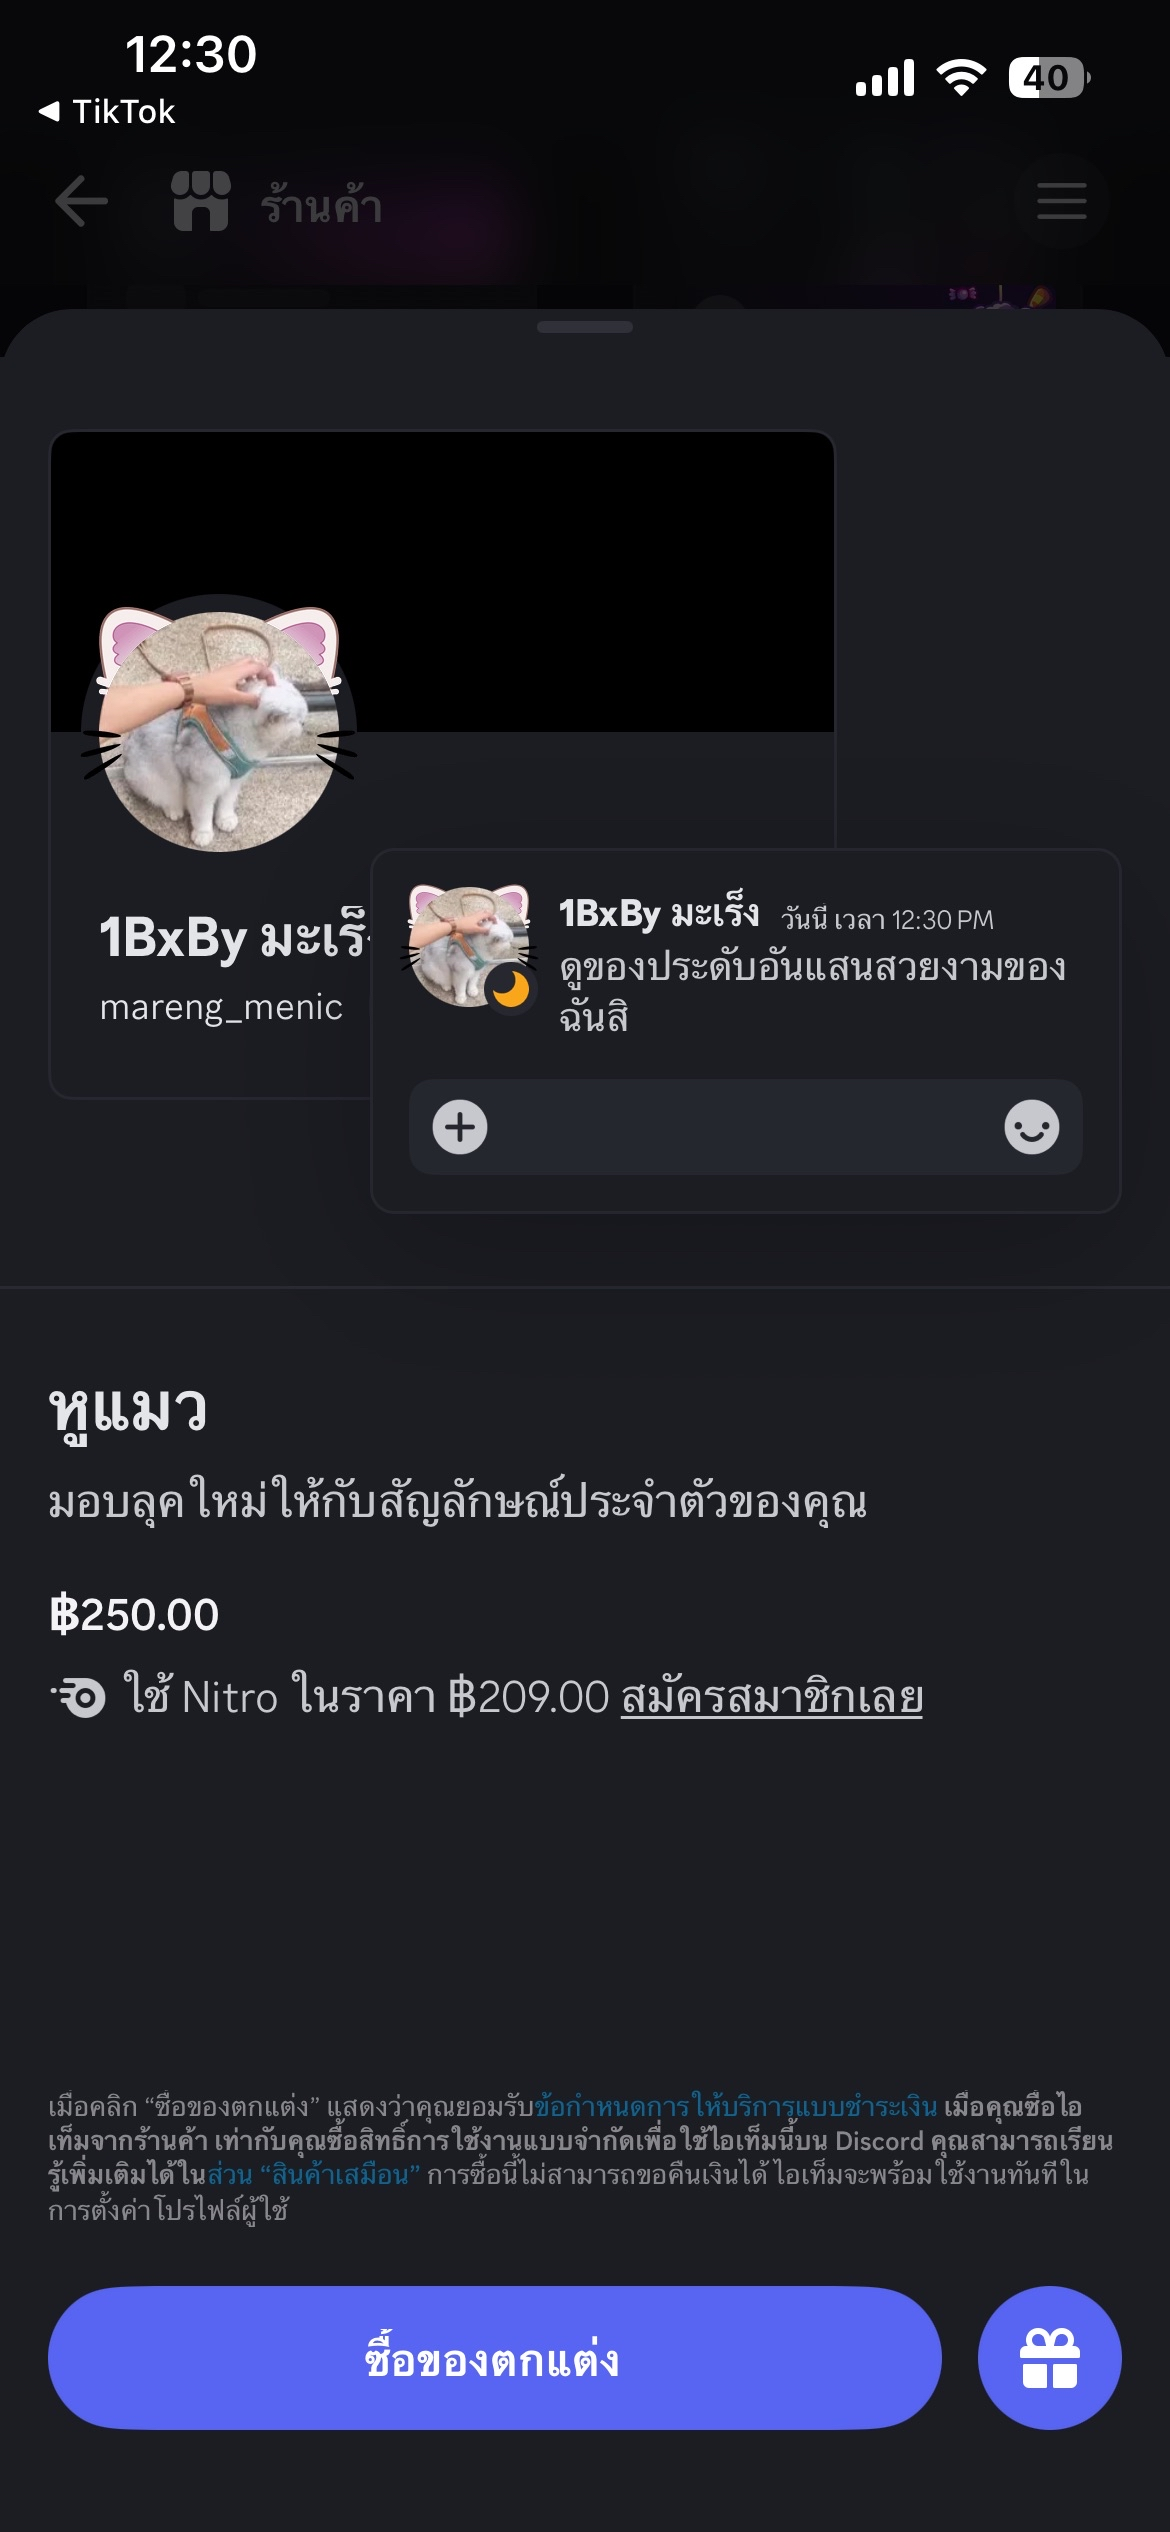 12:30
40
TikTok
ร้านค้า
1BxBy มะเร็
mareng_menic
1BxBy มะเร็ง วันนี้ เวลา 12:30 PM
ดูของประดับอันแสนสวยงามของ
ฉันสิ
หูแมว
มอบลุคใหม่ให้กับสัญลักษณ์ประจำตัวของคุณ
฿250.00
ใช้ Nitro ในราคา ฿209.00 สมัครสมาชิกเลย
เมื่อคลิก “ซื้อของตกแต่ง” แสดงว่าคุณยอมรับข้อกำหนดการให้บริการแบบชำระเงิน เมื่อคุณซื้อไอ
เท็มจากร้านค้า เท่ากับคุณซื้อสิทธิ์การใช้งานแบบจำกัดเพื่อใช้ไอเท็มนี้บน Discord คุณสามารถเรียน
รู้เพิ่มเติมได้ในส่วน “สินค้าเสมือน” การซื้อนี้ไม่สามารถขอคืนเงินได้ ไอเท็มจะพร้อมใช้งานทันทีใน
การตั้งค่าโปรไฟล์ผู้ใช้
ซื้อของตกแต่ง